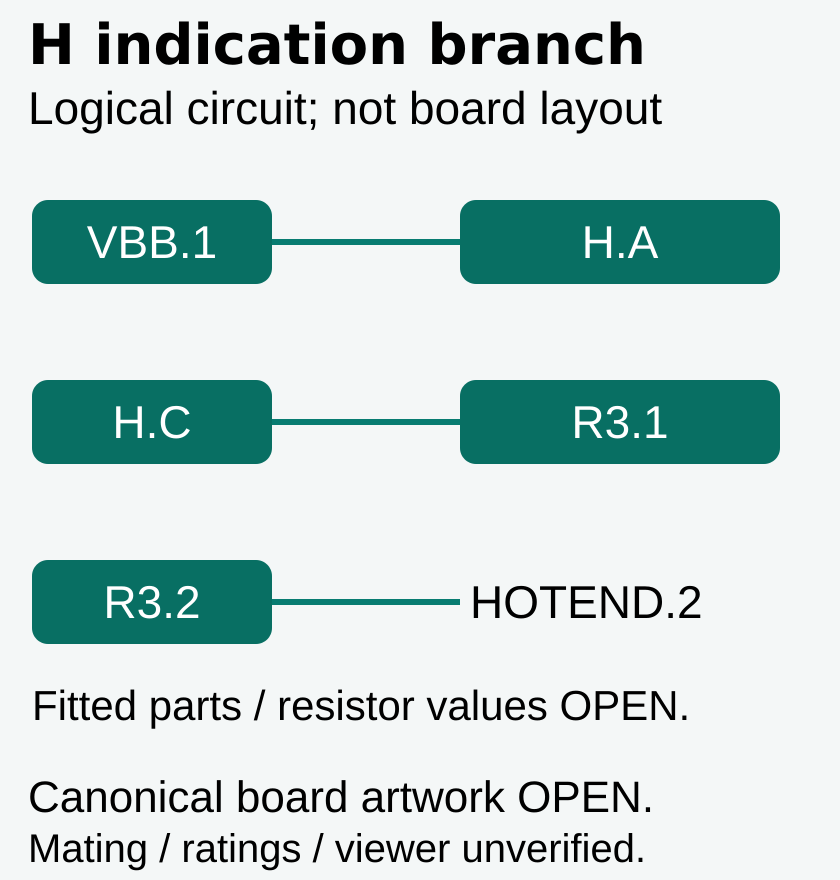 H indication branch
Logical circuit; not board layout
VBB.1
H.A
H.C
R3.1
R3.2
HOTEND.2
Fitted parts / resistor values OPEN.
Canonical board artwork OPEN.
Mating / ratings / viewer unverified.